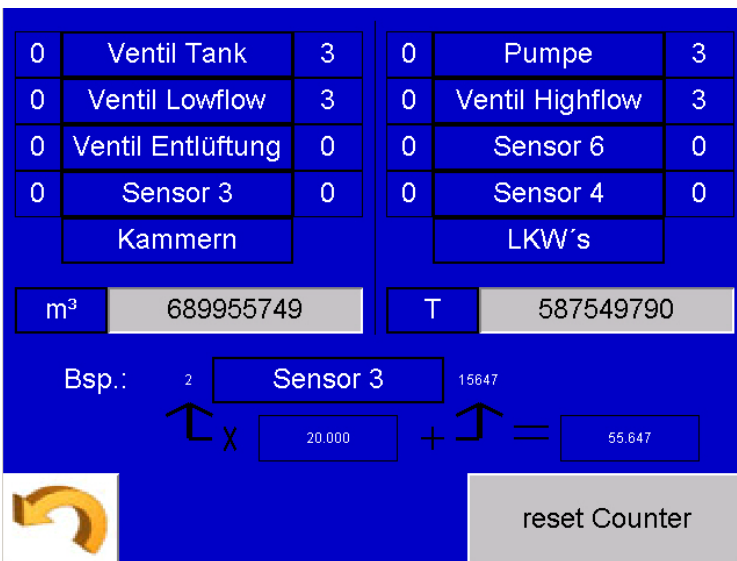 0 Ventil Tank 3 0 Pumpe 3
0 Ventil Lowflow 3 0 Ventil Highflow 3
0 Ventil Entlüftung 0 0 Sensor 6 0
0 Sensor 3 0 0 Sensor 4 0
Kammern LKW´s
m³ 689955749 T 587549790
Bsp.: 2 Sensor 3 15647
x 20.000 + = 55.647
reset Counter